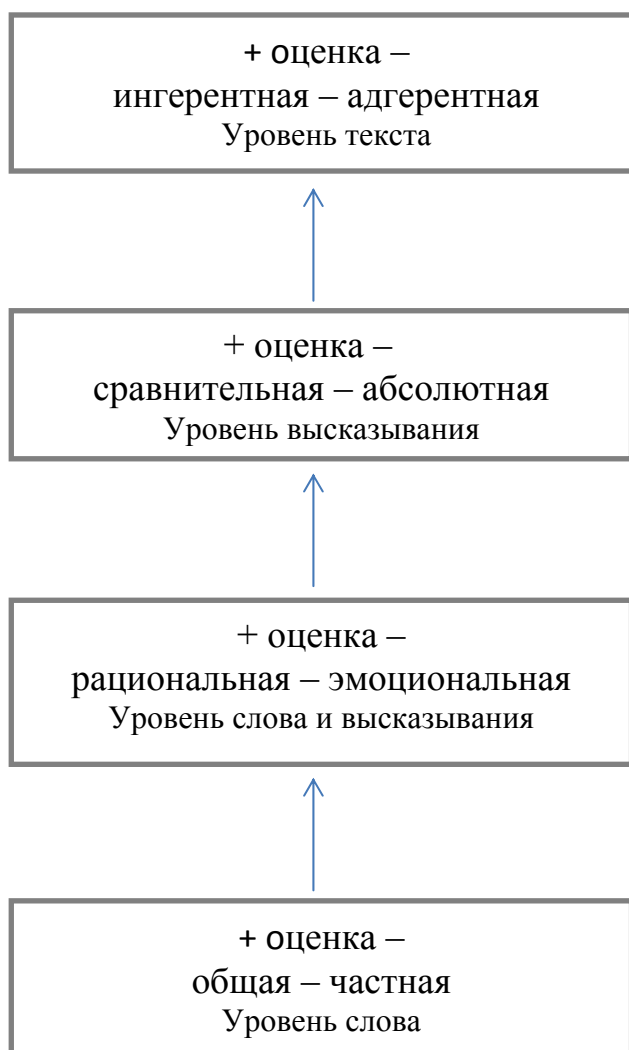 + оценка –
ингерентная – адгерентная
Уровень текста
+ оценка –
сравнительная – абсолютная
Уровень высказывания
+ оценка –
рациональная – эмоциональная
Уровень слова и высказывания
+ оценка –
общая – частная
Уровень слова